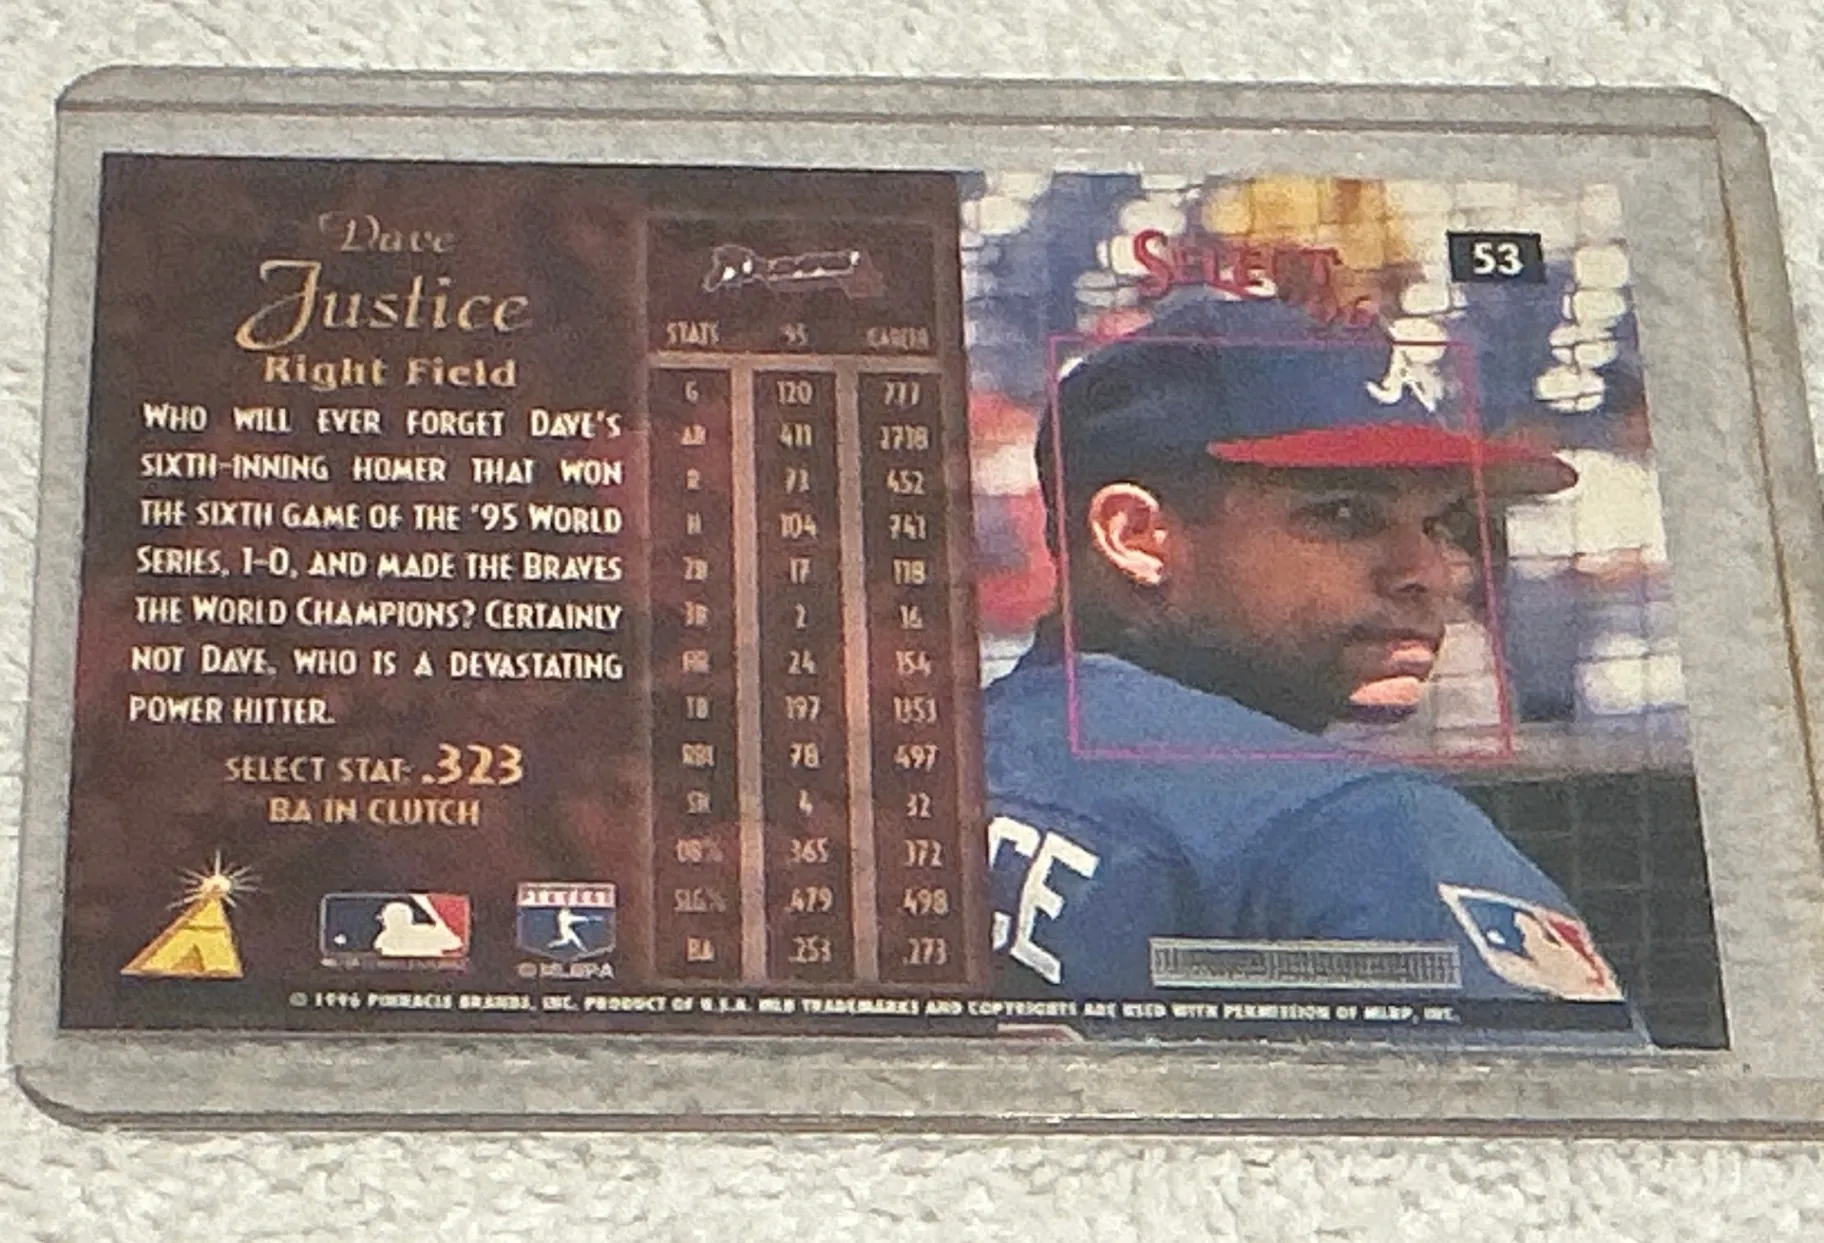 Dave
Justice
Right Field
WHO WILL EVER FORGET DAVE'S
SIXTH-INNING HOMER THAT WON
THE SIXTH GAME OF THE '95 WORLD
SERIES, 1-0, AND MADE THE BRAVES
THE WORLD CHAMPIONS? CERTAINLY
NOT DAVE, WHO IS A DEVASTATING
POWER HITTER.
SELECT STAT: .323
BA IN CLUTCH
STATS 95 CAREER
G 120 777
AB 411 2718
R 73 452
H 104 741
2B 17 118
3B 2 16
HR 24 154
TB 197 1353
RBI 78 497
SB 4 32
OB% .365 .372
SLG% .479 .498
BA .253 .273
SELECT 96
53
A
CE
© MLBPA
© 1996 PINNACLE BRANDS, INC. PRODUCT OF U.S.A. MLB TRADEMARKS AND COPYRIGHTS ARE USED WITH PERMISSION OF MLBP, INC.